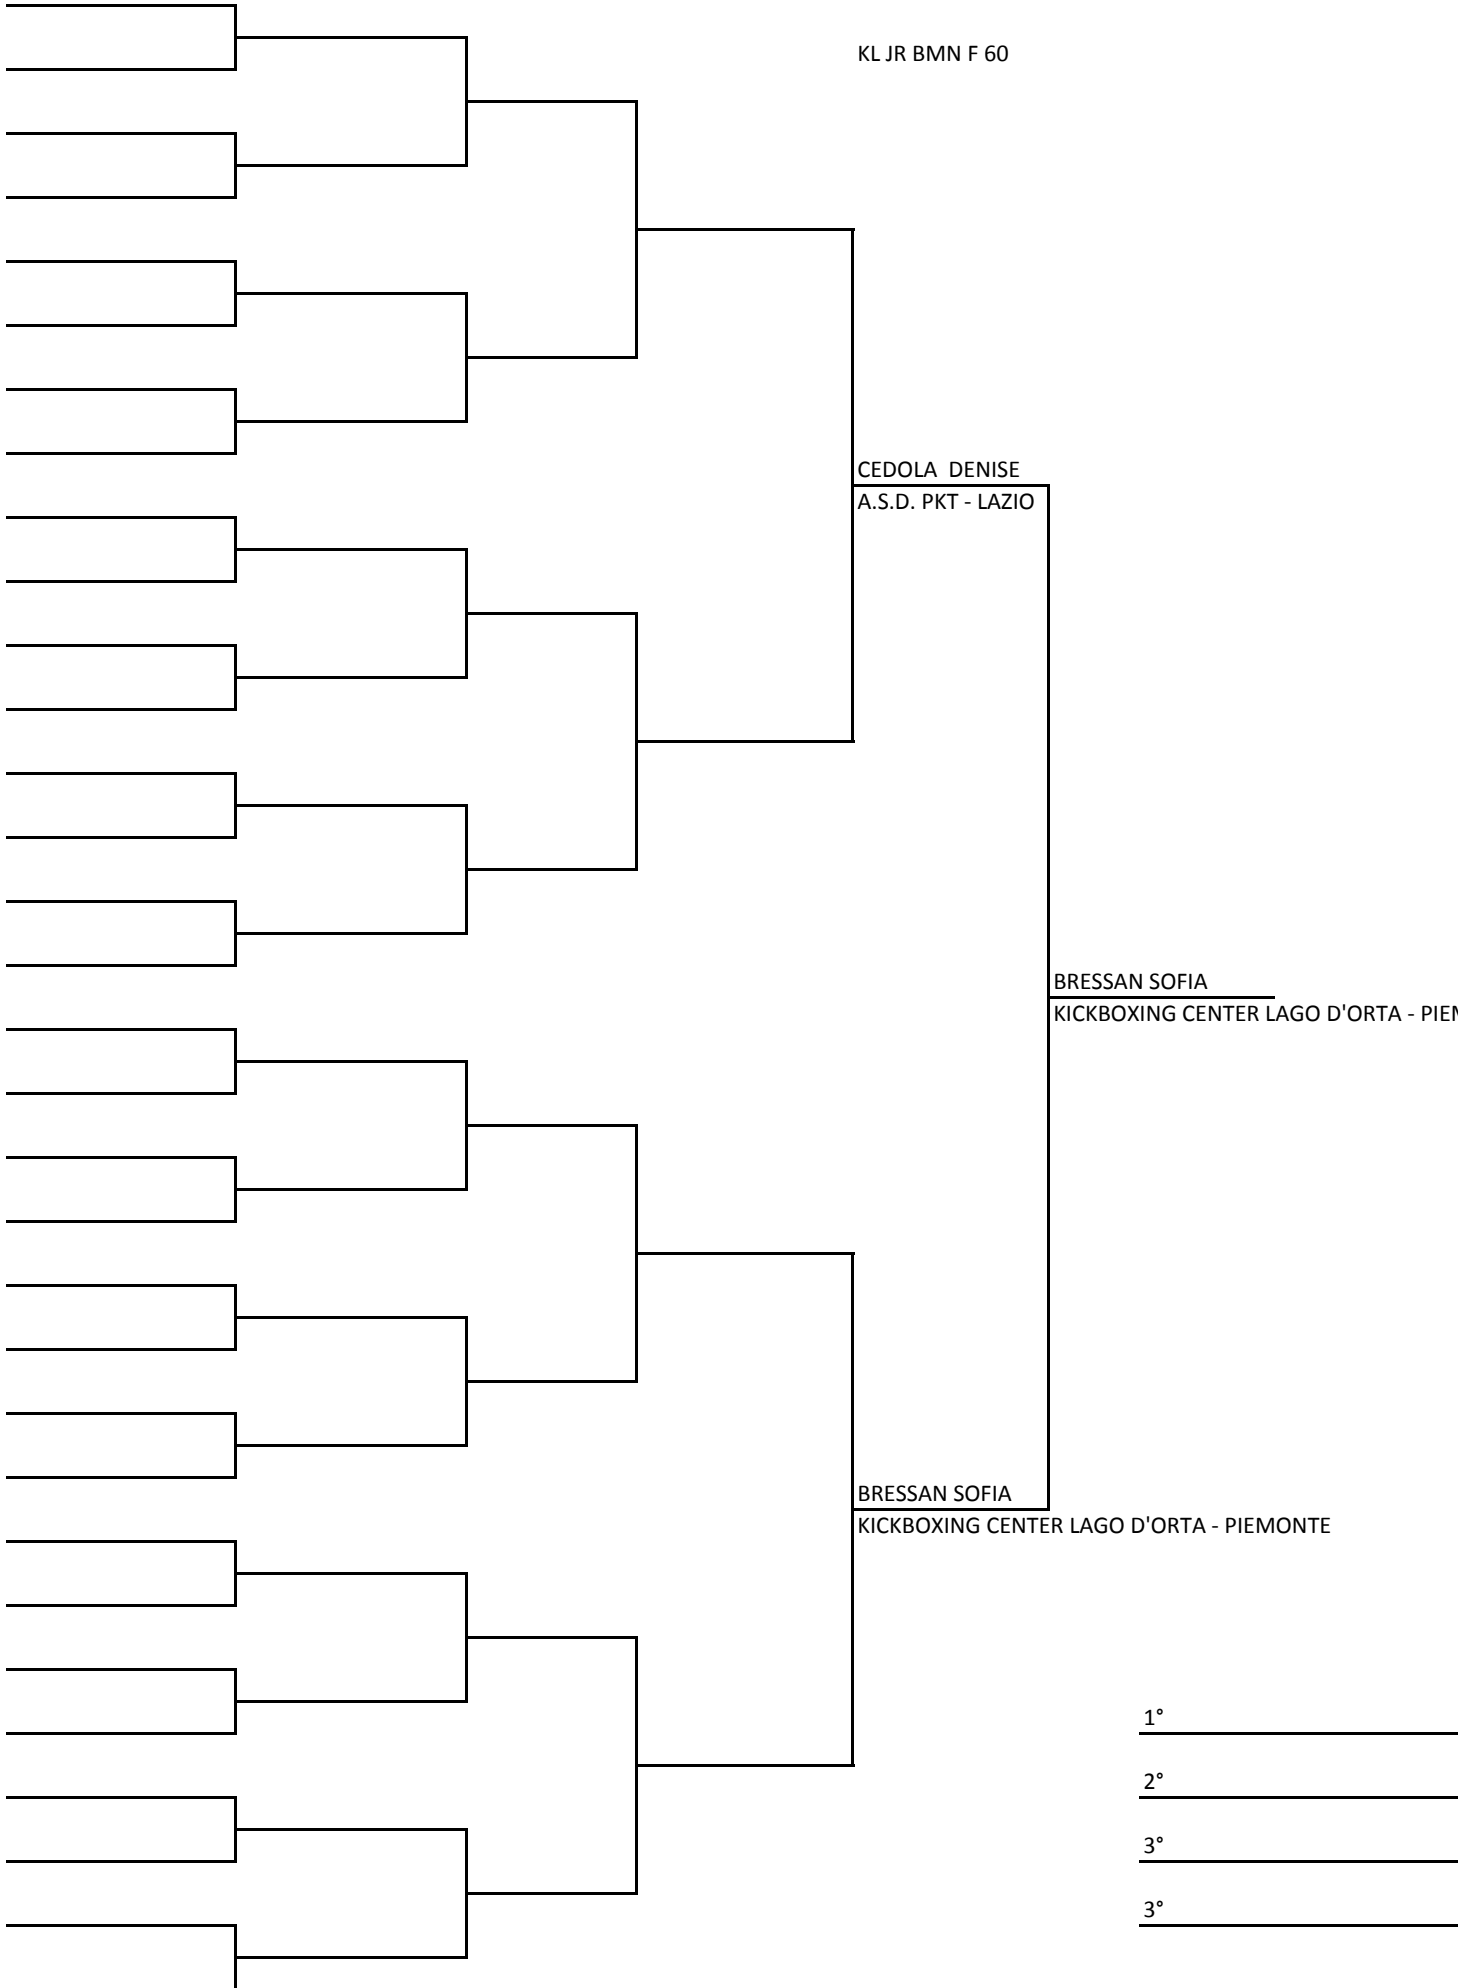 KL JR BMN F 60
CEDOLA  DENISE
A.S.D. PKT - LAZIO
BRESSAN SOFIA
KICKBOXING CENTER LAGO D'ORTA - PIEM
BRESSAN SOFIA
KICKBOXING CENTER LAGO D'ORTA - PIEMONTE
1°
2°
3°
3°